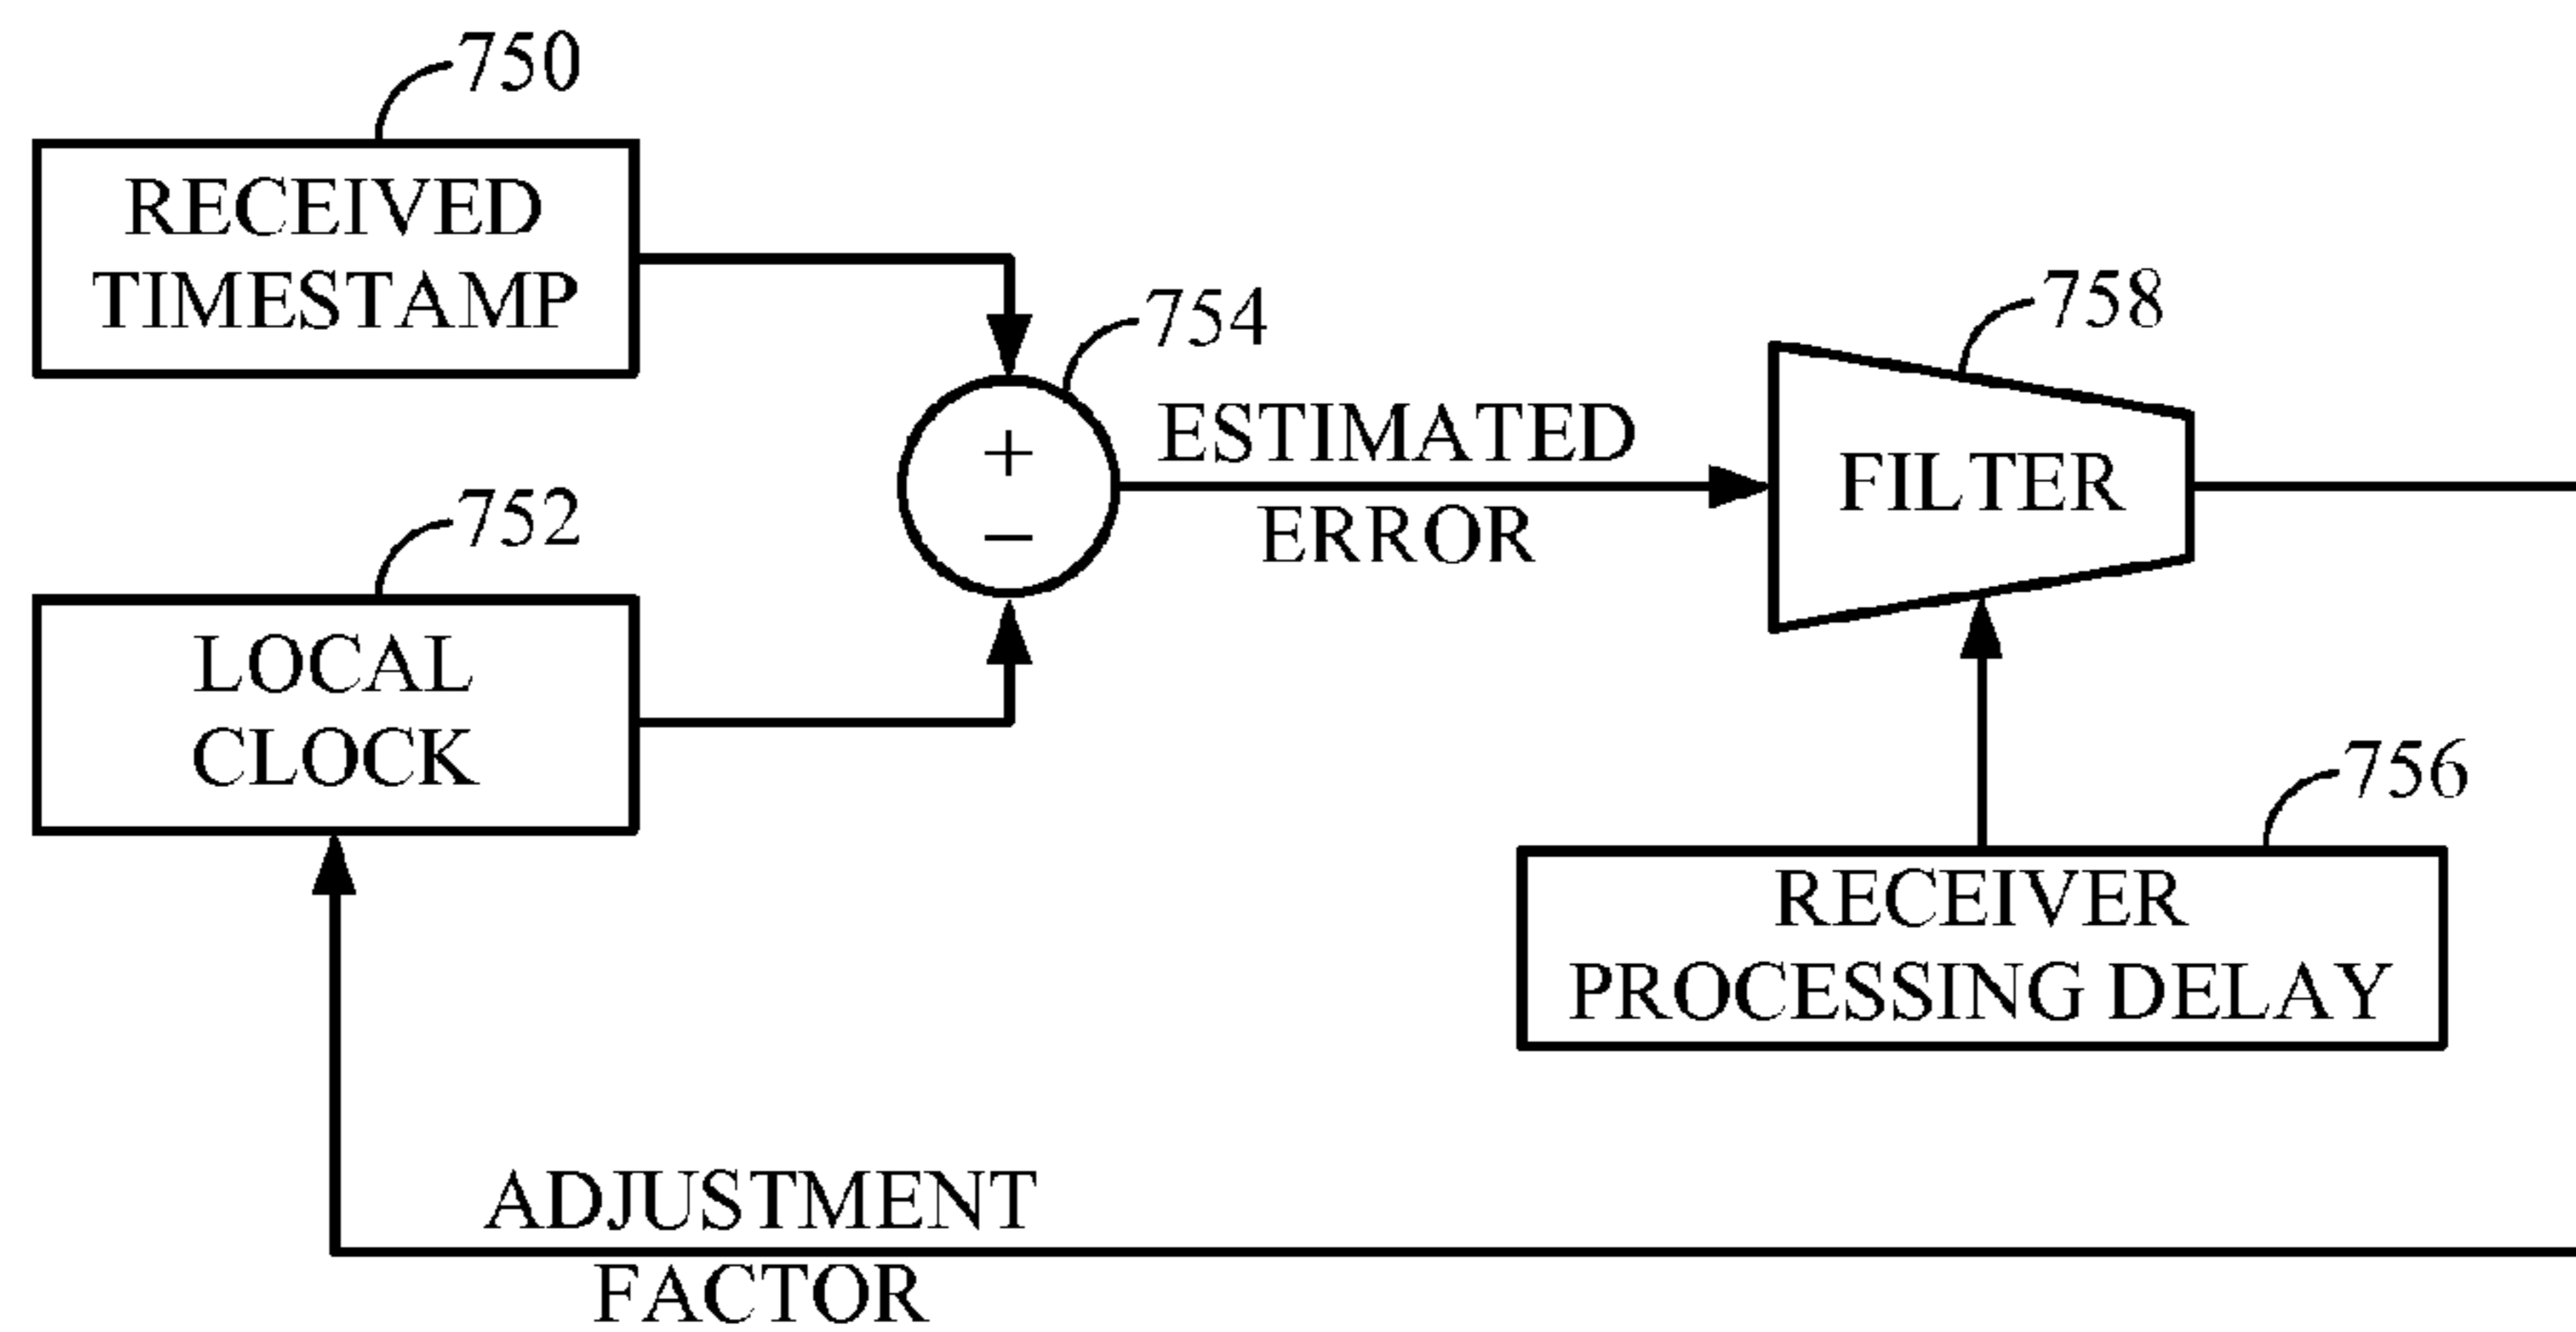 750
RECEIVED
TIMESTAMP
752
LOCAL
CLOCK
754
+
−
ESTIMATED
ERROR
758
FILTER
756
RECEIVER
PROCESSING DELAY
ADJUSTMENT
FACTOR